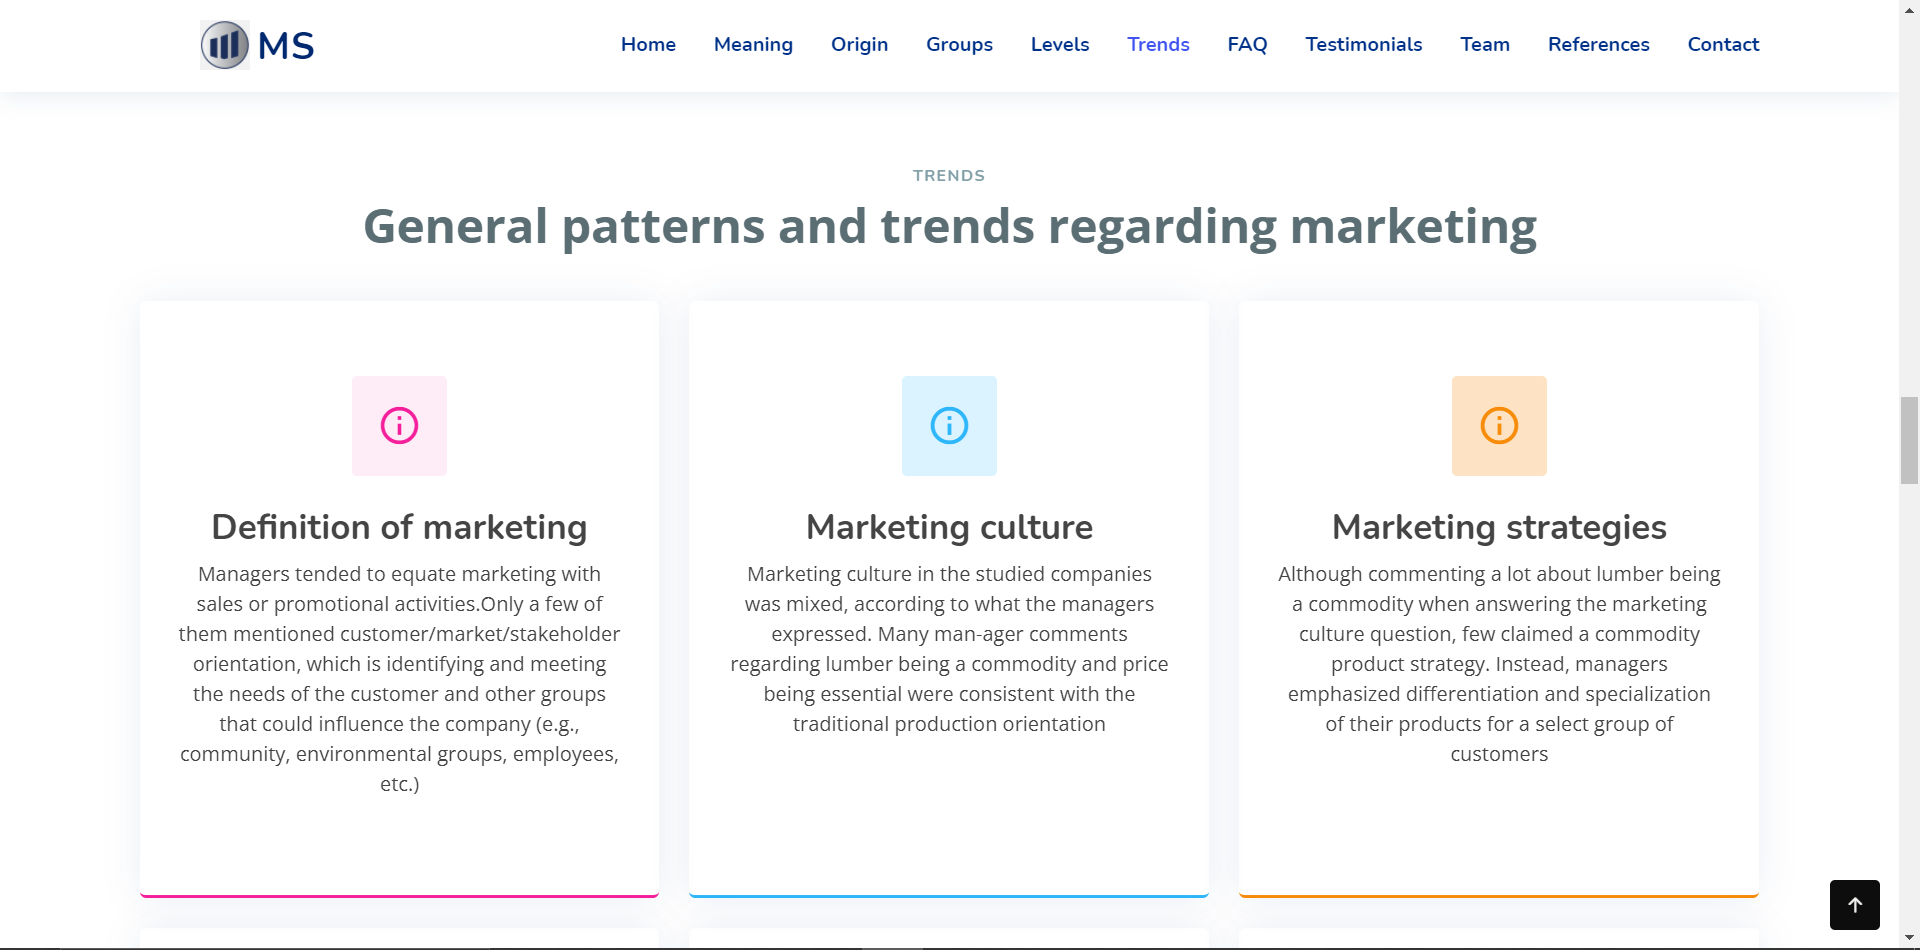 MS
Home Meaning Origin Groups Levels Trends FAQ Testimonials Team References Contact
TRENDS
General patterns and trends regarding marketing
Definition of marketing
Managers tended to equate marketing with
sales or promotional activities.Only a few of
them mentioned customer/market/stakeholder
orientation, which is identifying and meeting
the needs of the customer and other groups
that could influence the company (e.g.,
community, environmental groups, employees,
etc.)
Marketing culture
Marketing culture in the studied companies
was mixed, according to what the managers
expressed. Many man-ager comments
regarding lumber being a commodity and price
being essential were consistent with the
traditional production orientation
Marketing strategies
Although commenting a lot about lumber being
a commodity when answering the marketing
culture question, few claimed a commodity
product strategy. Instead, managers
emphasized differentiation and specialization
of their products for a select group of
customers